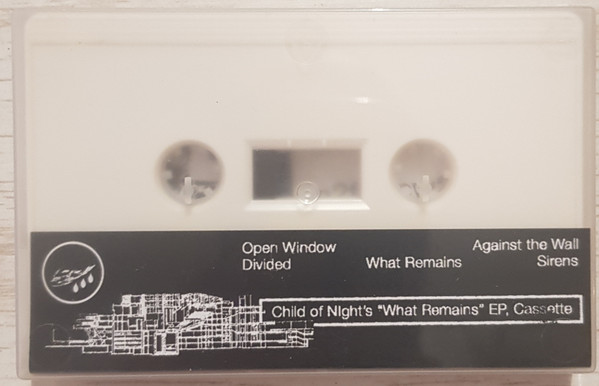 Open Window
Divided
What Remains
Against the Wall
Sirens
Child of NIght's "What Remains" EP, Cassette